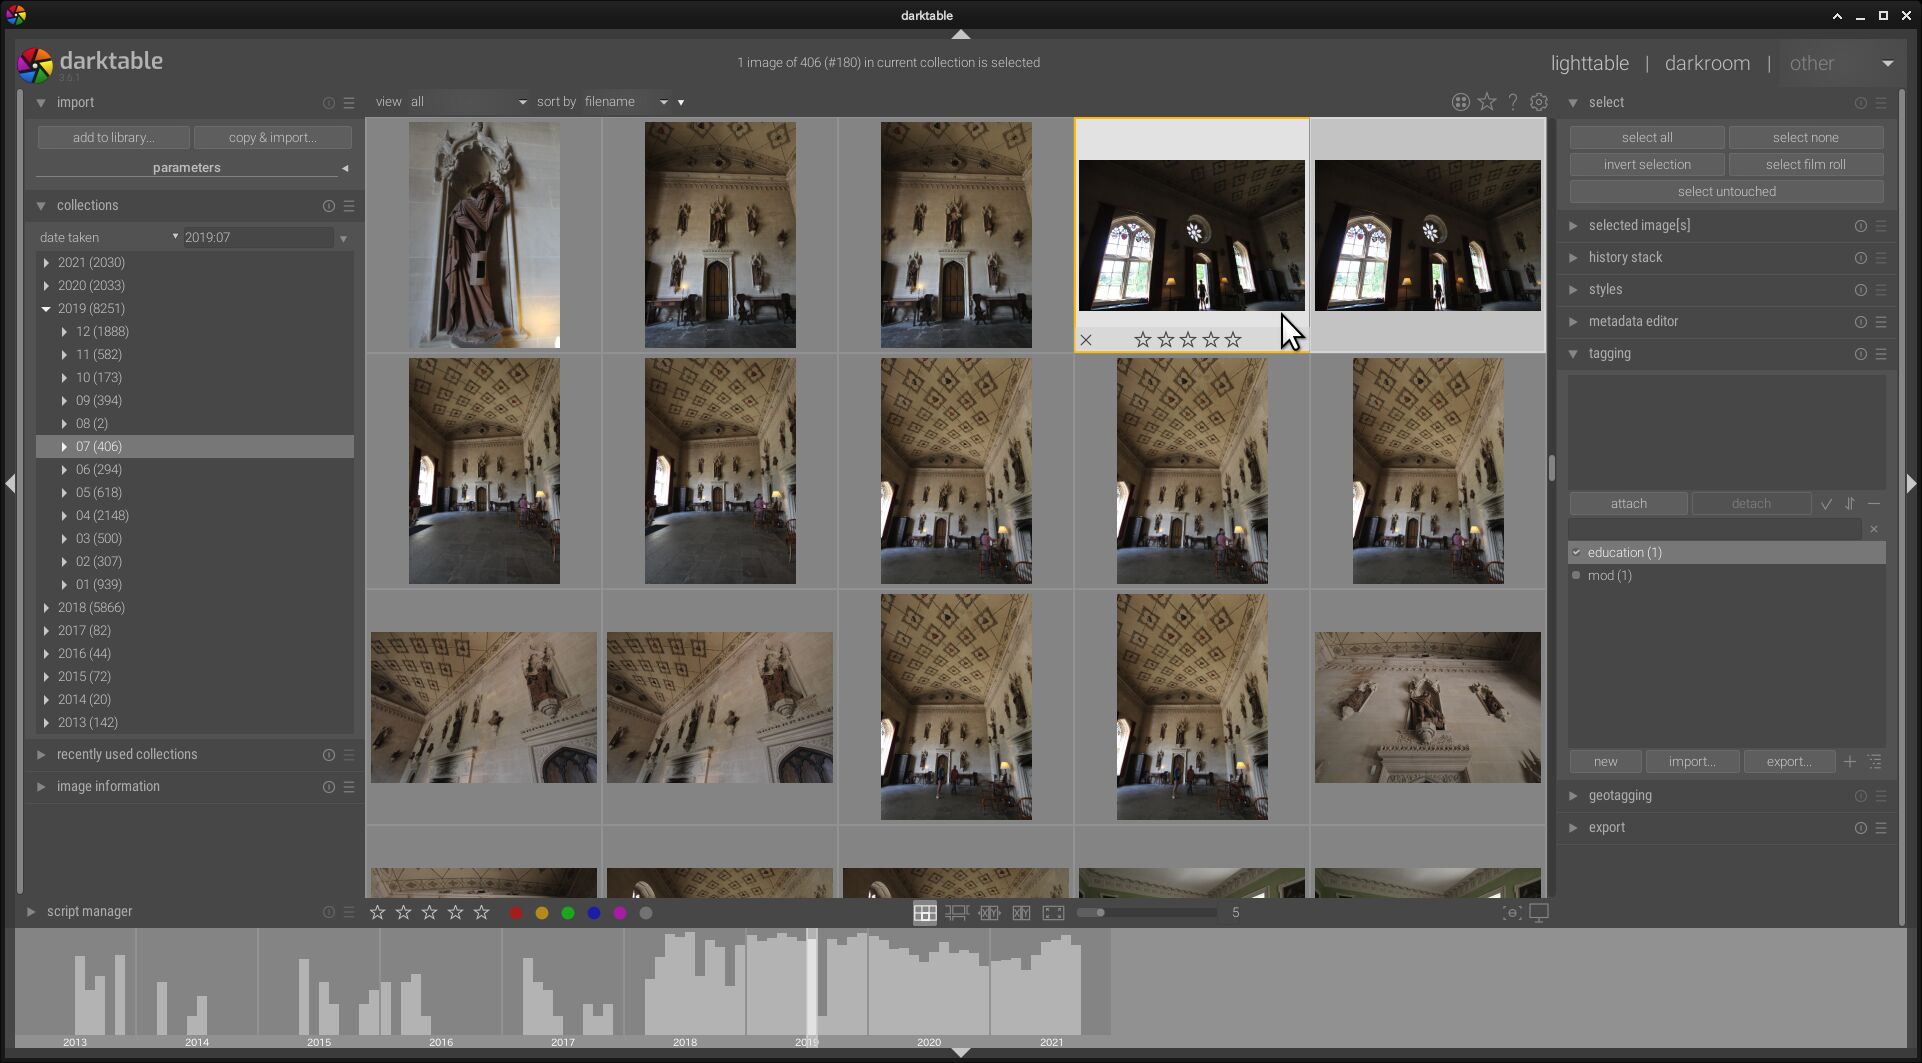 darktable
darktable
3.6.1
1 image of 406 (#180) in current collection is selected
lighttable | darkroom | other
import
view all sort by filename
?
select
add to library...
copy & import...
select all
select none
parameters
invert selection
select film roll
select untouched
collections
selected image[s]
date taken
2019:07
history stack
2021 (2030)
2020 (2033)
styles
2019 (8251)
metadata editor
12 (1888)
11 (582)
tagging
10 (173)
09 (394)
08 (2)
07 (406)
06 (294)
05 (618)
attach
detach
04 (2148)
03 (500)
education (1)
02 (307)
mod (1)
01 (939)
2018 (5866)
2017 (82)
2016 (44)
2015 (72)
2014 (20)
2013 (142)
recently used collections
new
import...
export...
image information
geotagging
export
script manager
5
2013
2014
2015
2016
2017
2018
2019
2020
2021